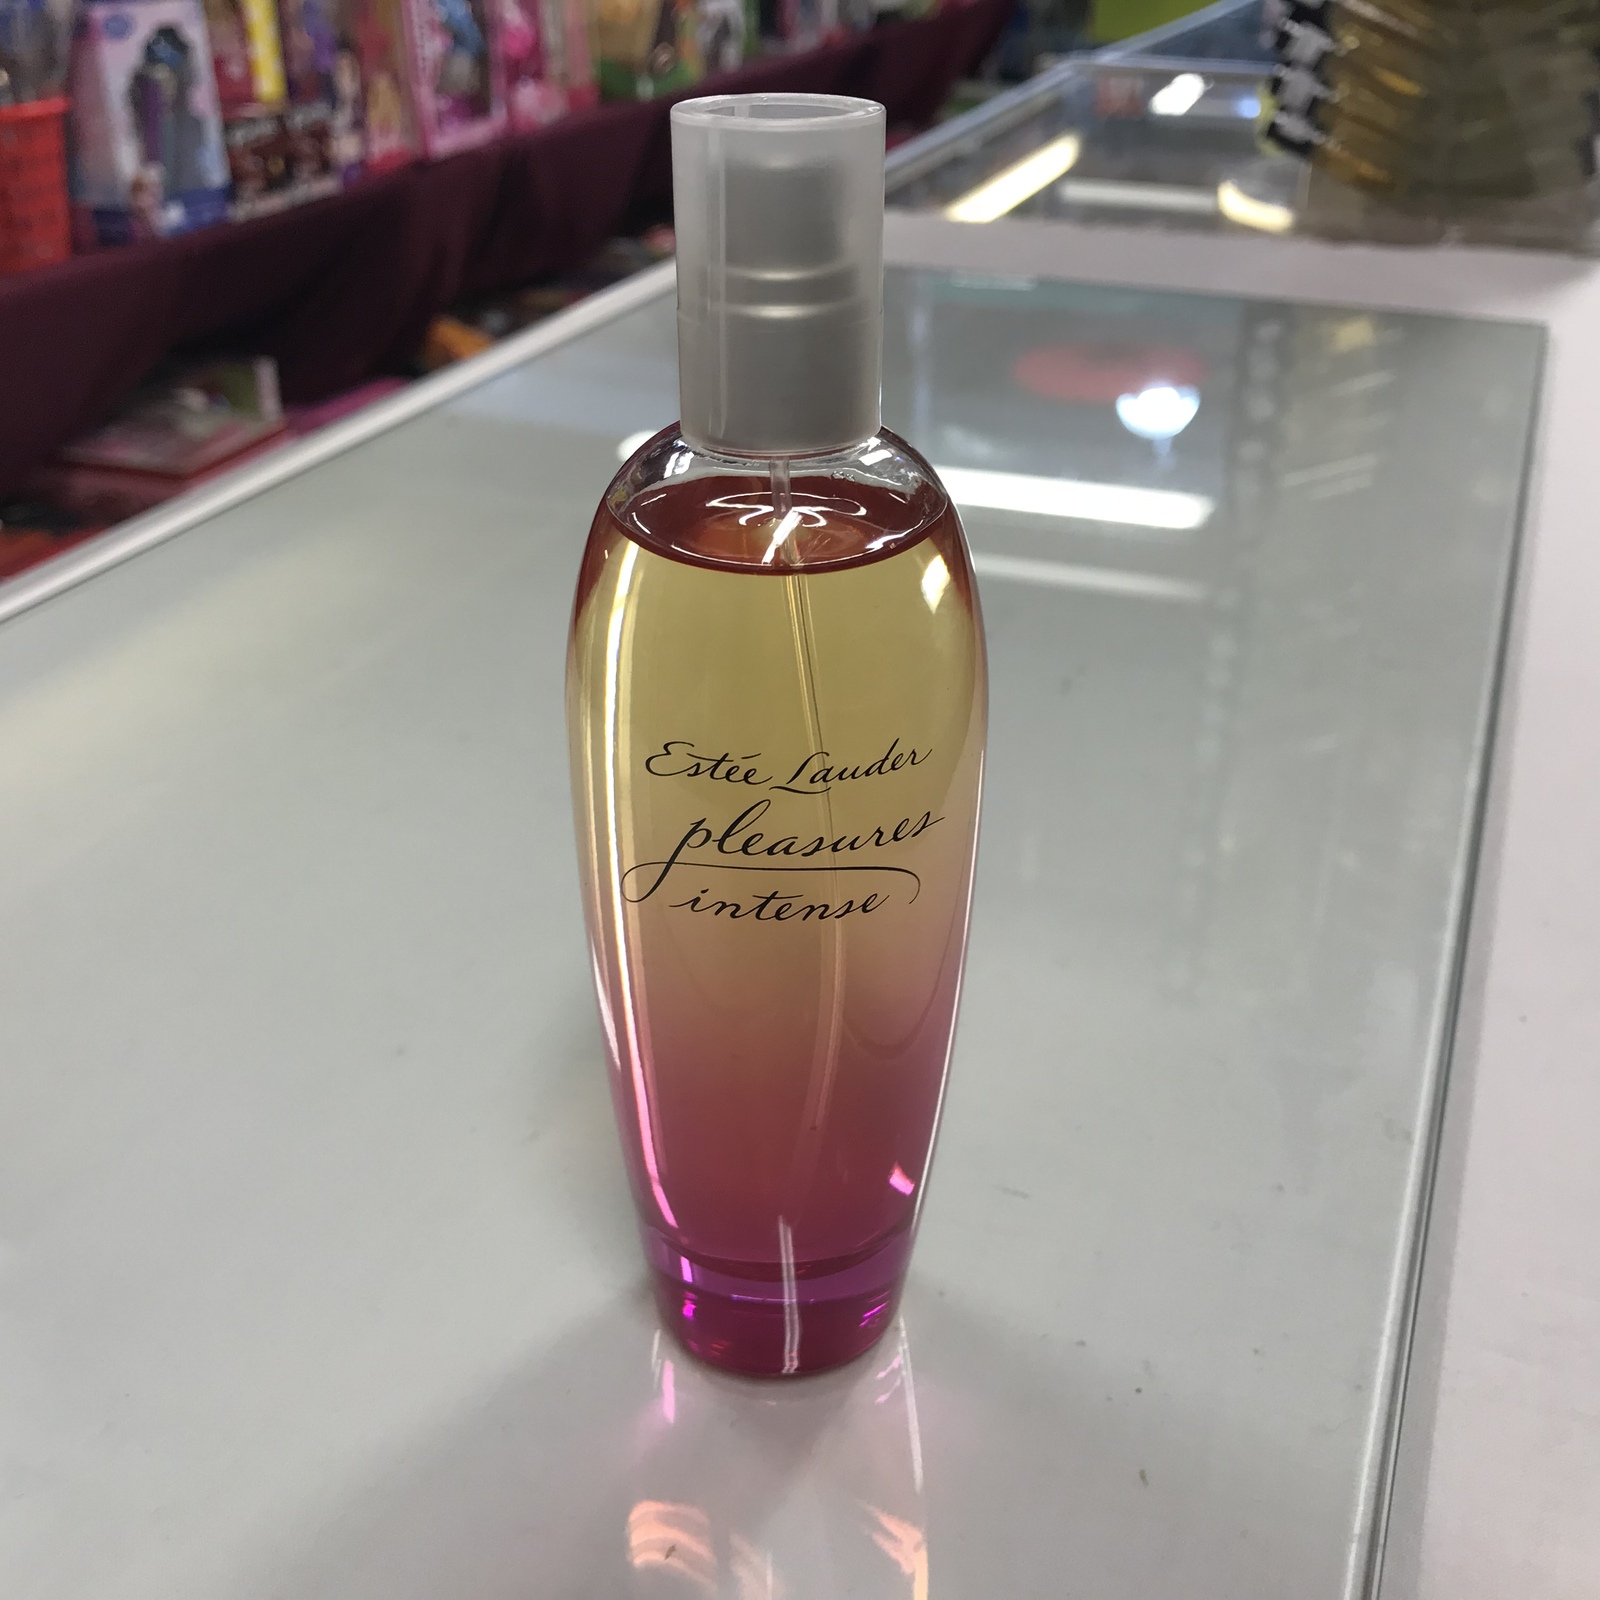 Estée Lauder
pleasures
intense